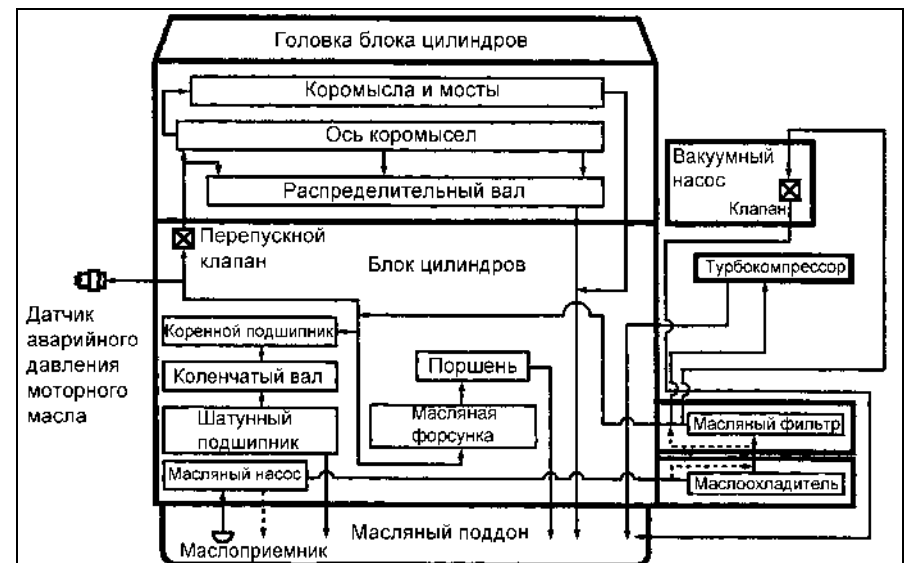 Головка блока цилиндров
Коромысла и мосты
Ось коромысел
Распределительный вал
Вакуумный
насос
Клапан
Перепускной
клапан
Блок цилиндров
Турбокомпрессор
Датчик
аварийного
давления
моторного
масла
Коренной подшипник
Коленчатый вал
Шатунный
подшипник
Масляный насос
Поршень
Масляная
форсунка
Масляный фильтр
Маслоохладитель
Масляный поддон
Маслоприемник